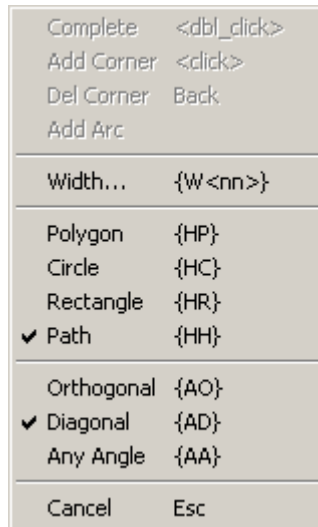 Complete <dbl_click>
Add Corner <click>
Del Corner Back
Add Arc
Width... {W<nn>}
Polygon {HP}
Circle {HC}
Rectangle {HR}
✓ Path {HH}
Orthogonal {AO}
✓ Diagonal {AD}
Any Angle {AA}
Cancel Esc